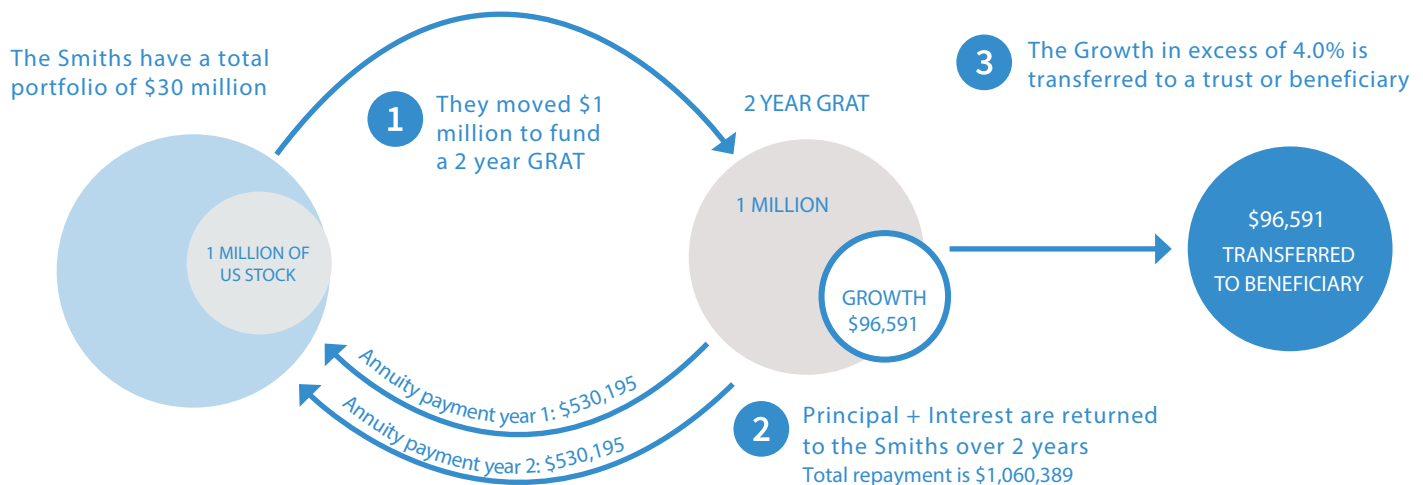 The Smiths have a total
portfolio of $30 million
1 MILLION OF
US STOCK
1
They moved $1
million to fund
a 2 year GRAT
2 YEAR GRAT
1 MILLION
GROWTH
$96,591
Annuity payment year 1: $530,195
Annuity payment year 2: $530,195
2
Principal + Interest are returned
to the Smiths over 2 years
Total repayment is $1,060,389
3
The Growth in excess of 4.0% is
transferred to a trust or beneficiary
$96,591
TRANSFERRED
TO BENEFICIARY